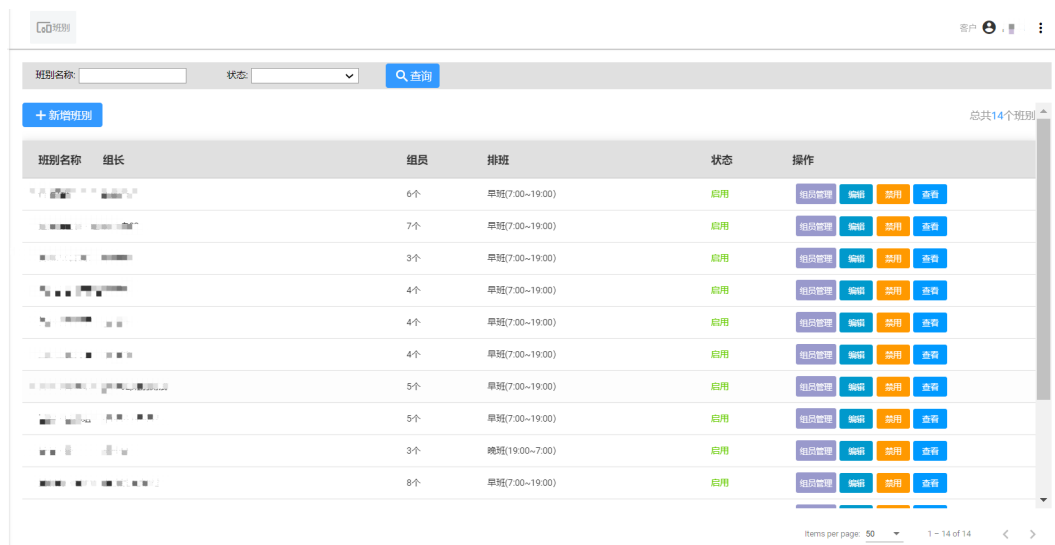 班别
客户
班别名称: 状态: 查询
新增班别 总共14个班别
班别名称 组长 组员 排班 状态 操作
6个 早班(7:00~19:00) 启用 组员管理 编辑 禁用 查看
7个 早班(7:00~19:00) 启用 组员管理 编辑 禁用 查看
3个 早班(7:00~19:00) 启用 组员管理 编辑 禁用 查看
4个 早班(7:00~19:00) 启用 组员管理 编辑 禁用 查看
4个 早班(7:00~19:00) 启用 组员管理 编辑 禁用 查看
4个 早班(7:00~19:00) 启用 组员管理 编辑 禁用 查看
5个 早班(7:00~19:00) 启用 组员管理 编辑 禁用 查看
5个 早班(7:00~19:00) 启用 组员管理 编辑 禁用 查看
3个 晚班(19:00~7:00) 启用 组员管理 编辑 禁用 查看
8个 早班(7:00~19:00) 启用 组员管理 编辑 禁用 查看
Items per page: 50 1 – 14 of 14